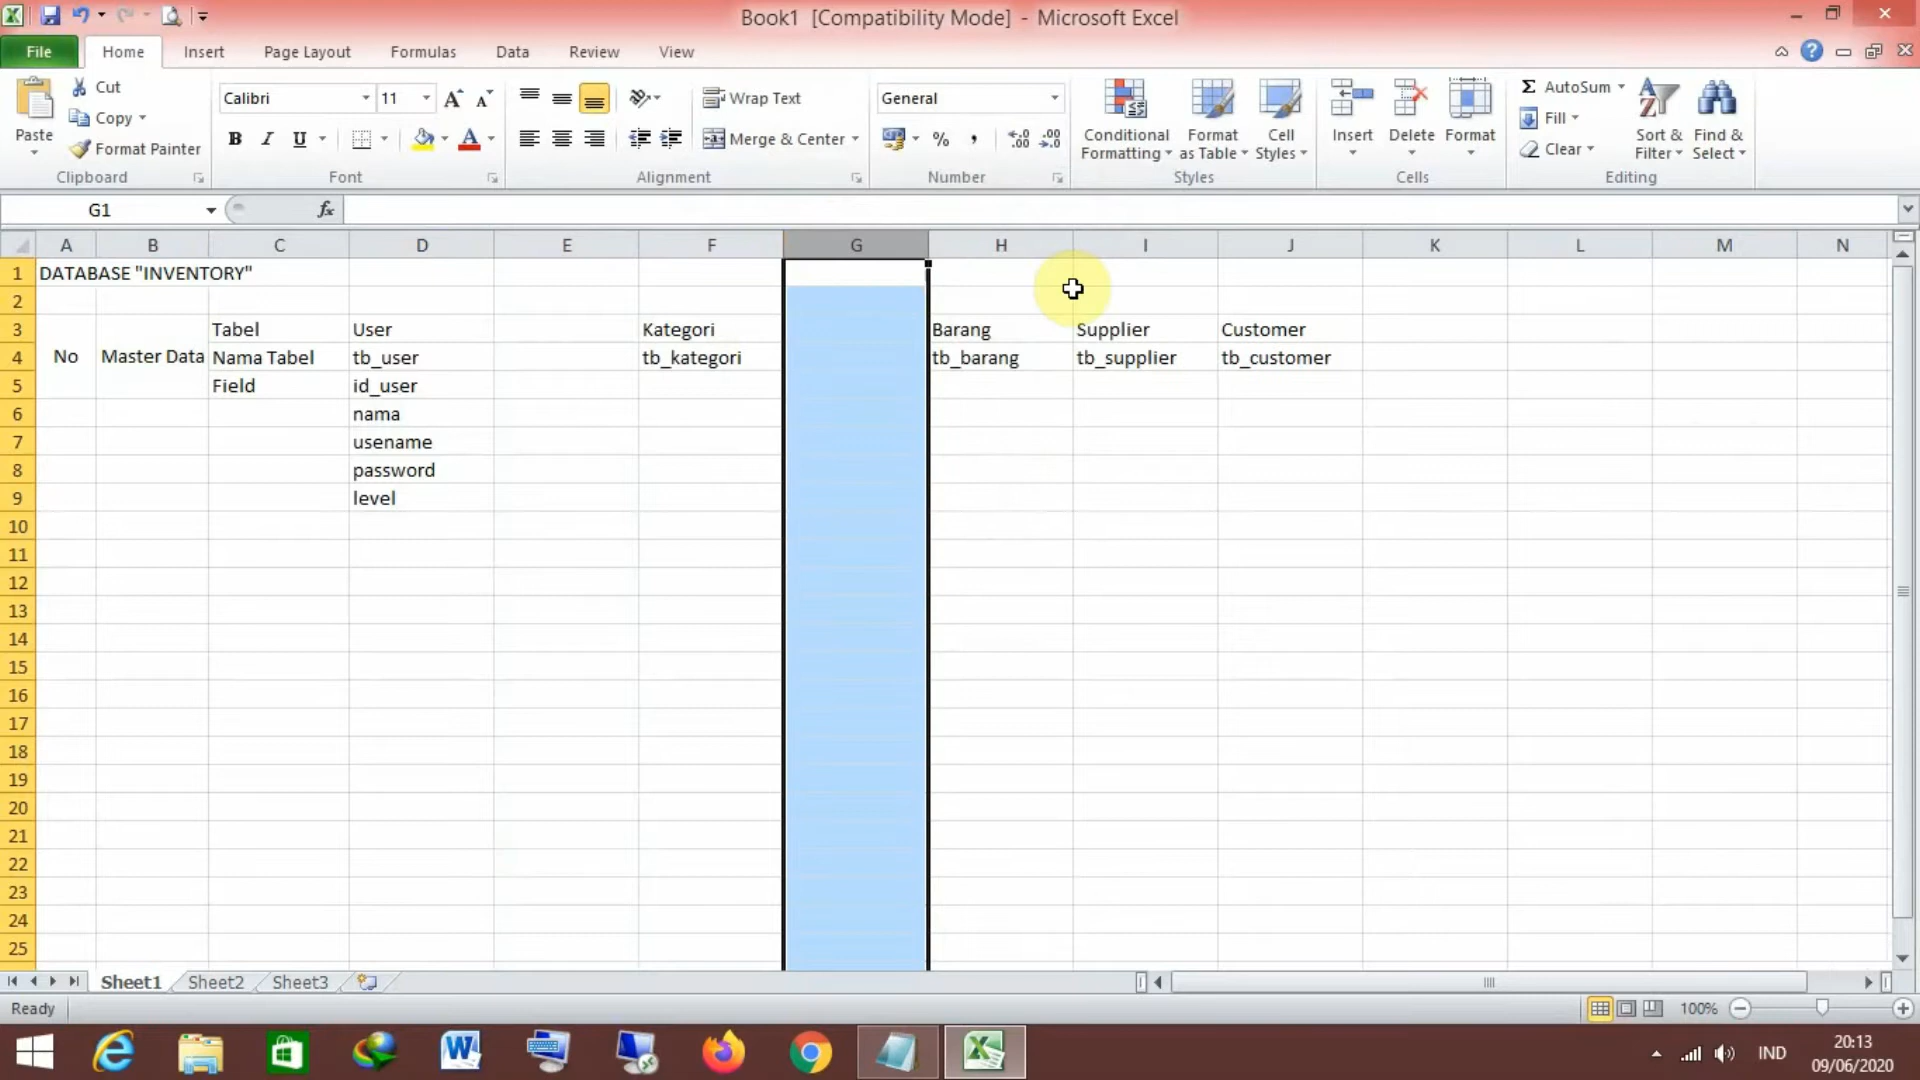 Book1 [Compatibility Mode] - Microsoft Excel
File Home Insert Page Layout Formulas Data Review View
Paste
Cut
Copy
Format Painter
Clipboard
Calibri 11
B I U A
Font
Wrap Text
Merge & Center
Alignment
General
% ,
Number
Conditional Formatting
Format as Table
Cell Styles
Styles
Insert
Delete
Format
Cells
Σ AutoSum
Fill
Clear
Sort & Filter
Find & Select
Editing
G1 fx
A B C D E F G H I J K L M N
1 DATABASE "INVENTORY"
2
3 Tabel User Kategori Barang Supplier Customer
4 No Master Data Nama Tabel tb_user tb_kategori tb_barang tb_supplier tb_customer
5 Field id_user
6 nama
7 usename
8 password
9 level
10
11
12
13
14
15
16
17
18
19
20
21
22
23
24
25
Sheet1 Sheet2 Sheet3
Ready 100%
IND
20:13
09/06/2020